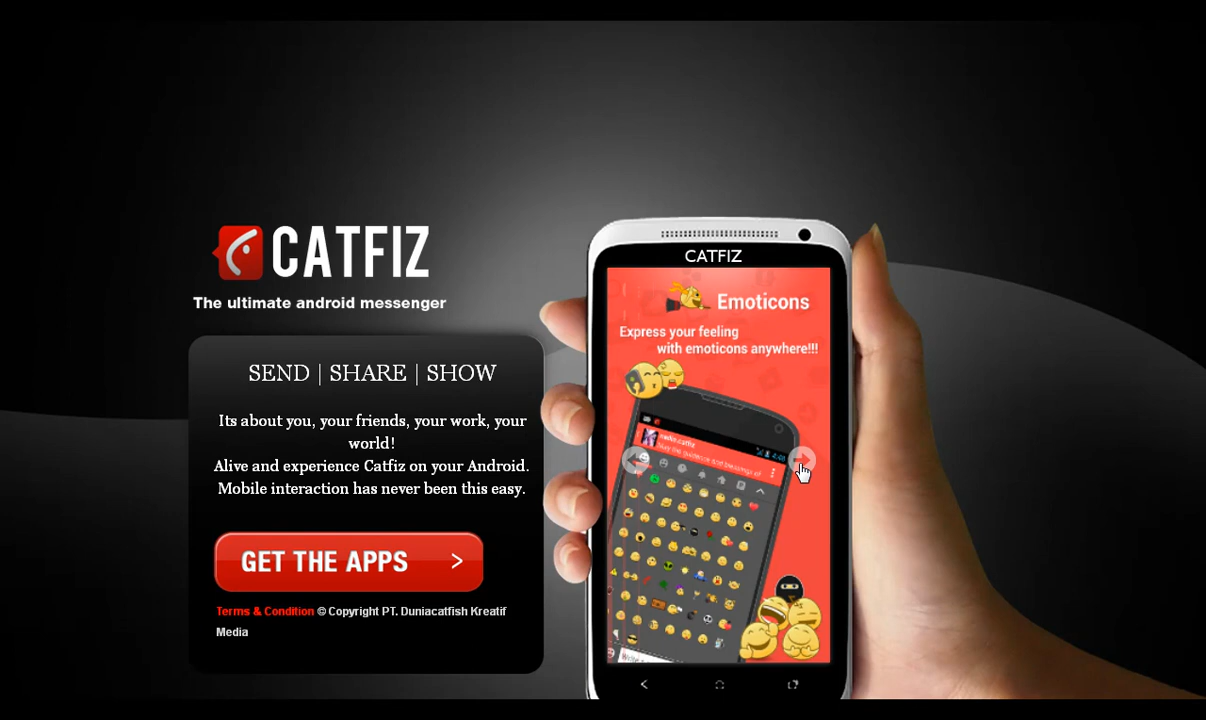 CATFIZ
The ultimate android messenger
SEND | SHARE | SHOW
Its about you, your friends, your work, your
world!
Alive and experience Catfiz on your Android.
Mobile interaction has never been this easy.
GET THE APPS >
Terms & Condition © Copyright PT. Duniacatfish Kreatif
Media
CATFIZ
Emoticons
Express your feeling
with emoticons anywhere!!!
4:48